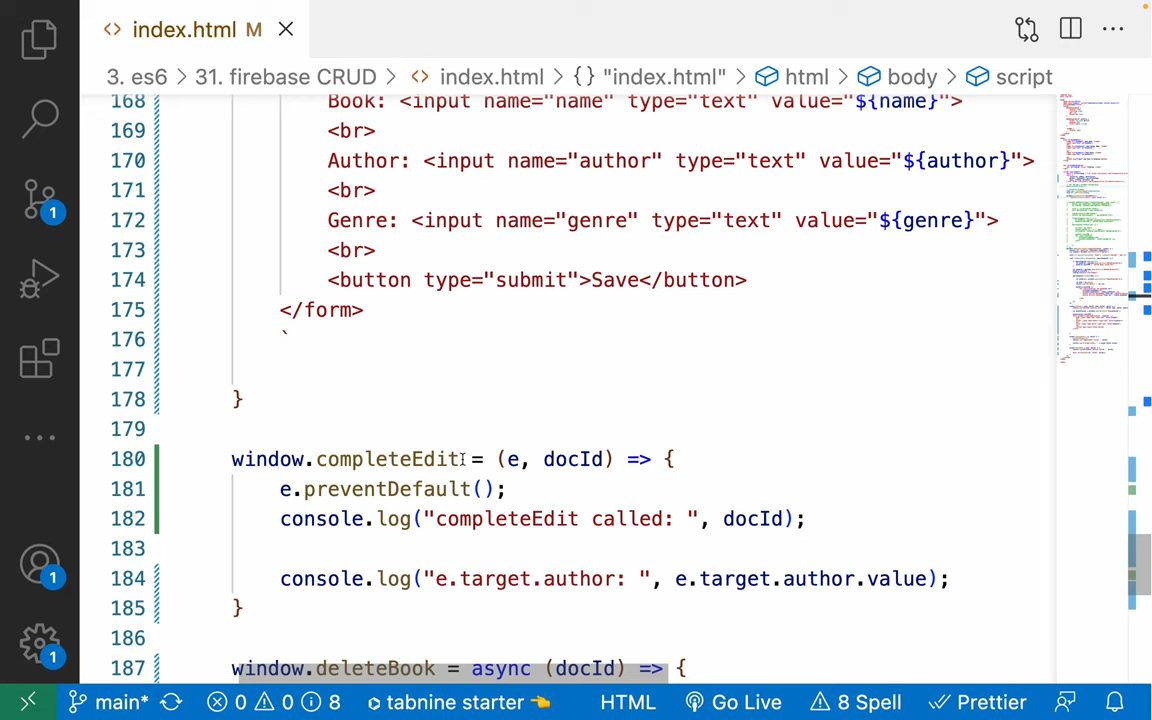 index.html M
3. es6 > 31. firebase CRUD > index.html > {} "index.html" > html > body > script
168 Book: <input name="name" type="text" value="${name}">
169 <br>
170 Author: <input name="author" type="text" value="${author}">
171 <br>
172 Genre: <input name="genre" type="text" value="${genre}">
173 <br>
174 <button type="submit">Save</button>
175 </form>
176 `
177
178 }
179
180 window.completeEdit = (e, docId) => {
181 e.preventDefault();
182 console.log("completeEdit called: ", docId);
183
184 console.log("e.target.author: ", e.target.author.value);
185 }
186
187 window.deleteBook = async (docId) => {
1
1
1
main* 0 0 8 tabnine starter HTML Go Live 8 Spell Prettier